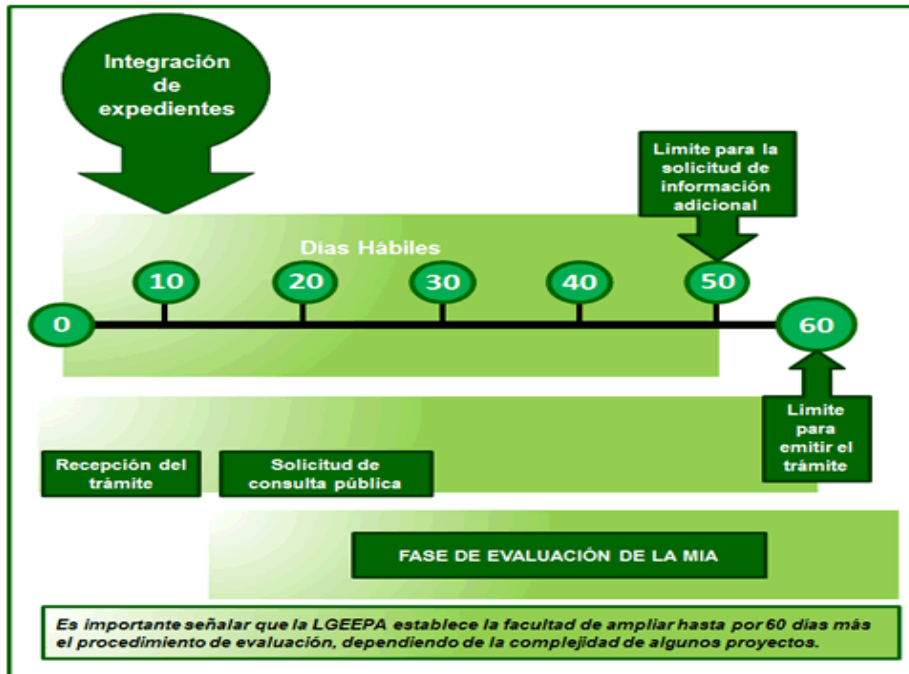 Integración
de
expedientes
Limite para la
solicitud de
información
adicional
Días Hábiles
10
20
30
40
50
0
60
Limite
para
emitir el
trámite
Recepción del
trámite
Solicitud de
consulta pública
FASE DE EVALUACIÓN DE LA MIA
Es importante señalar que la LGEEPA establece la facultad de ampliar hasta por 60 días más
el procedimiento de evaluación, dependiendo de la complejidad de algunos proyectos.